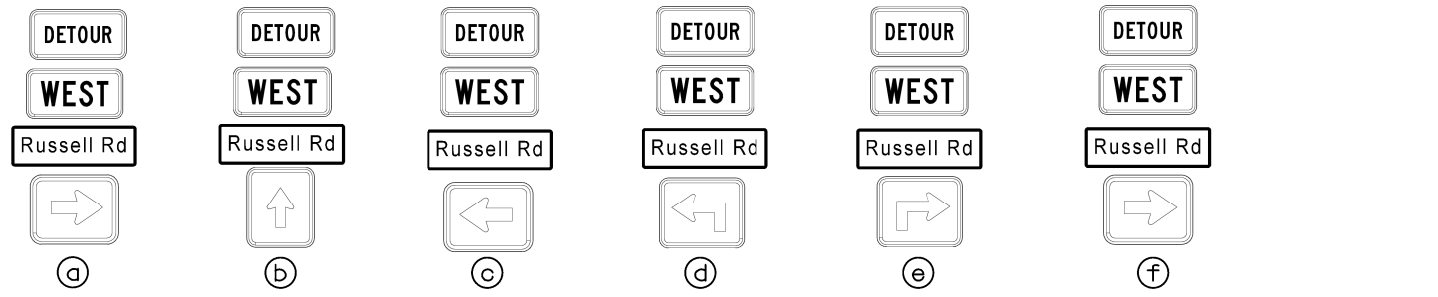 DETOUR DETOUR DETOUR DETOUR DETOUR DETOUR
WEST WEST WEST WEST WEST WEST
Russell Rd Russell Rd Russell Rd Russell Rd Russell Rd Russell Rd
a b c d e f